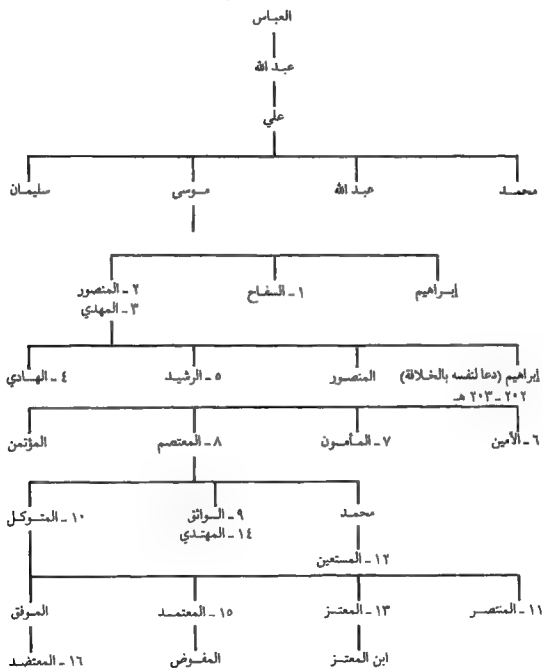 العباس
عبد الله
علي
محمد عبد الله موسى سليمان
إبراهيم ١ ـ السفاح ٢ ـ المنصور
٣ ـ المهدي
إبراهيم (دعا لنفسه بالخلافة) المنصور ٥ ـ الرشيد ٤ ـ الهادي
٢٠٢ ـ ٢٠٣ هـ
٦ ـ الأمين ٧ ـ المأمون ٨ ـ المعتصم المؤتمن
محمد ٩ ـ الواثق ١٠ ـ المتوكل
١٤ ـ المهتدي
١٢ ـ المستعين
١١ ـ المنتصر ١٣ ـ المعتز ١٥ ـ المعتمد الموفق
ابن المعتز المفوض ١٦ ـ المعتضد